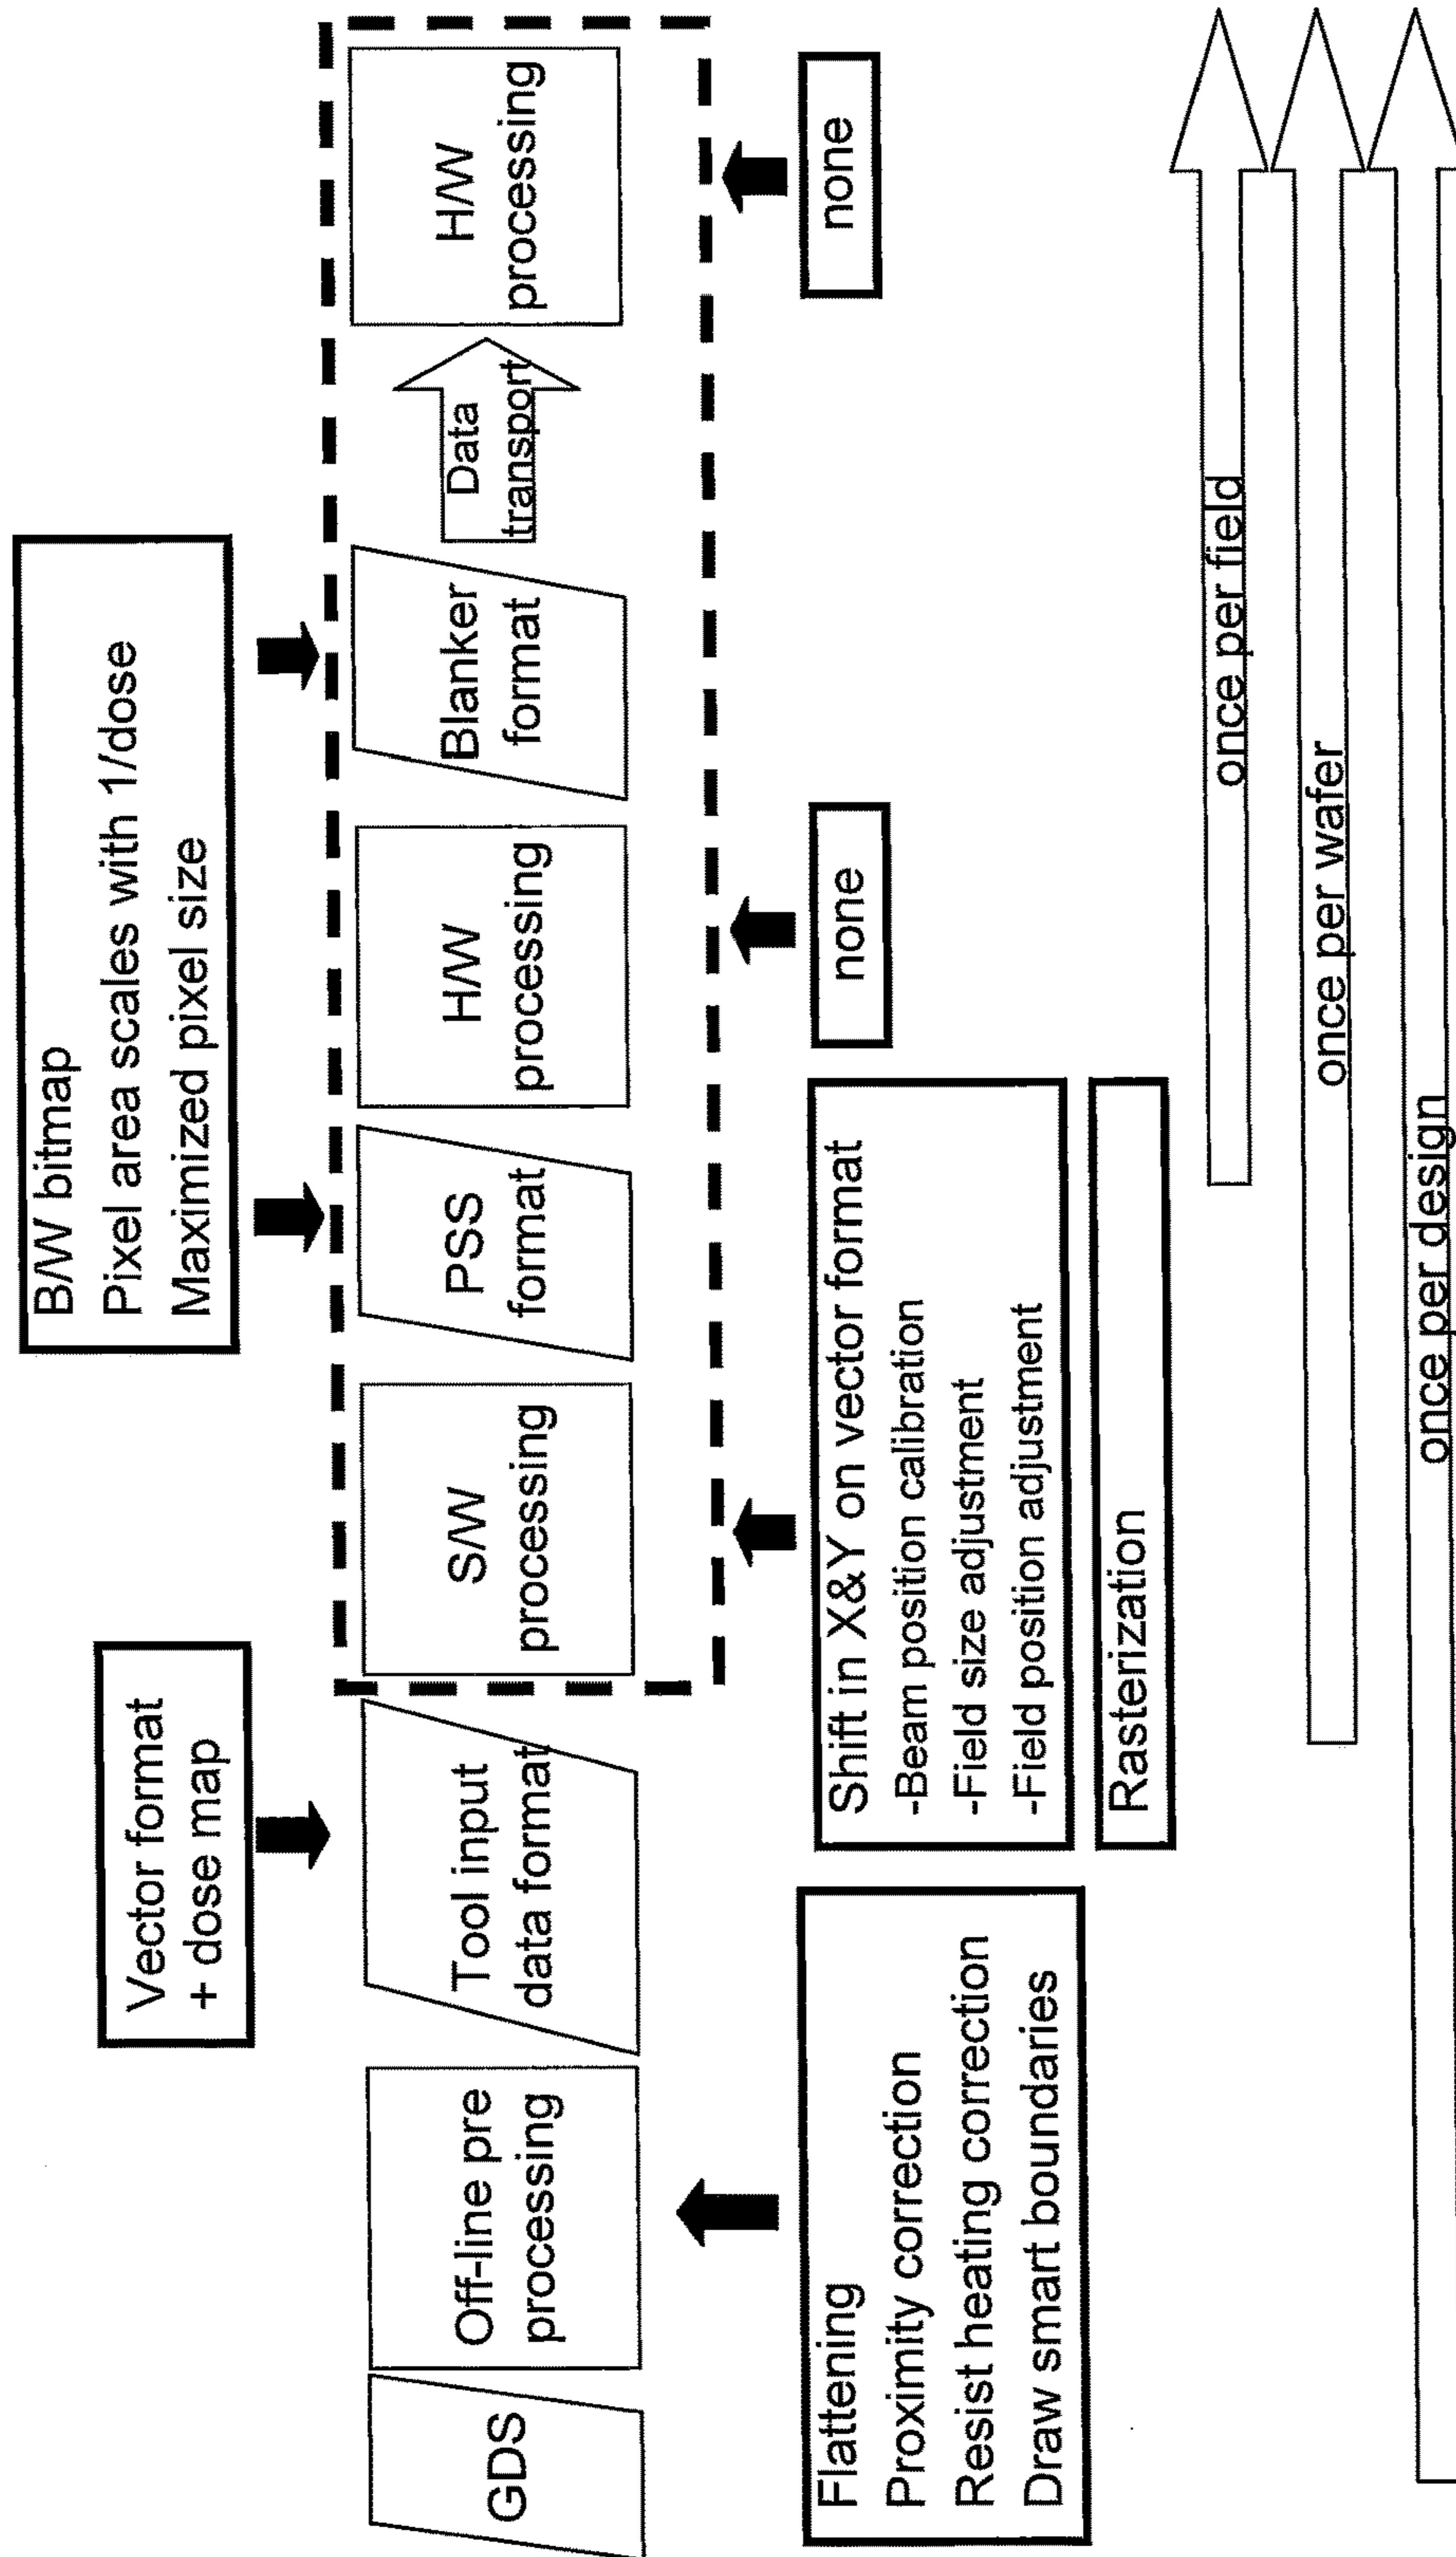 Vector format
+ dose map
B/W bitmap
Pixel area scales with 1/dose
Maximized pixel size
GDS
Off-line pre
processing
Tool input
data format
S/W
processing
PSS
format
H/W
processing
Blanker
format
Data
transport
H/W
processing
Flattening
Proximity correction
Resist heating correction
Draw smart boundaries
Shift in X&Y on vector format
-Beam position calibration
-Field size adjustment
-Field position adjustment
Rasterization
none
none
once per field
once per wafer
once per design